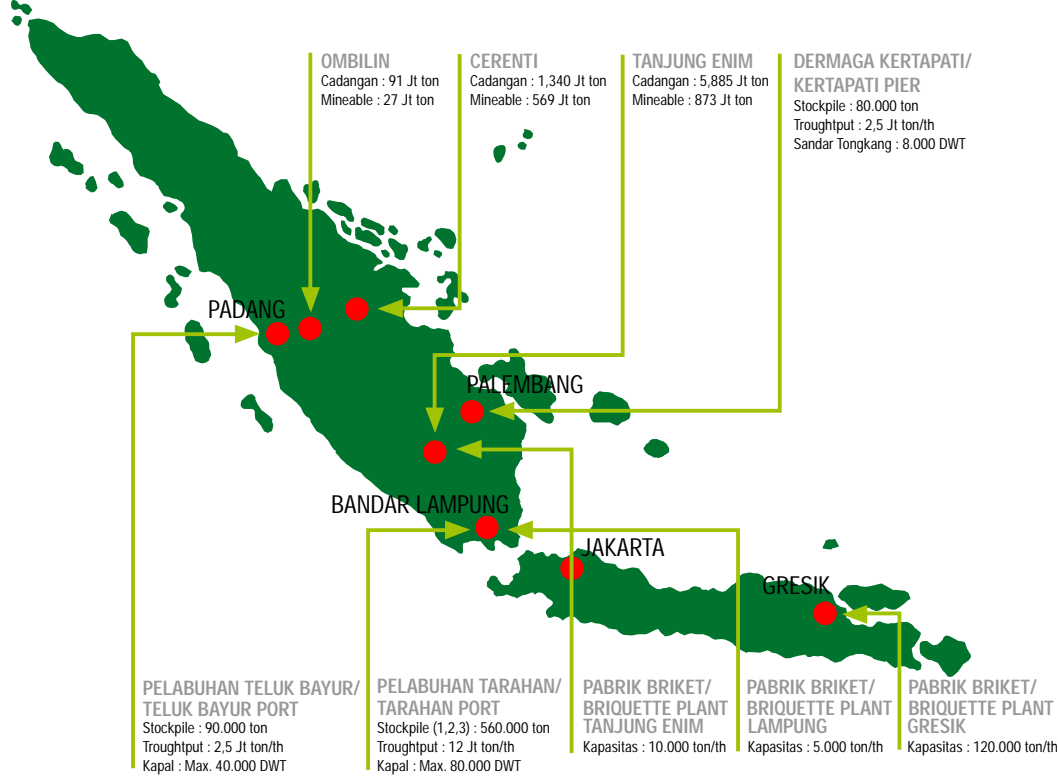 OMBILIN
Cadangan : 91 Jt ton
Mineable : 27 Jt ton
CERENTI
Cadangan : 1,340 Jt ton
Mineable : 569 Jt ton
TANJUNG ENIM
Cadangan : 5,885 Jt ton
Mineable : 873 Jt ton
DERMAGA KERTAPATI/
KERTAPATI PIER
Stockpile : 80.000 ton
Troughtput : 2,5 Jt ton/th
Sandar Tongkang : 8.000 DWT
PADANG
PALEMBANG
BANDAR LAMPUNG
JAKARTA
GRESIK
PELABUHAN TELUK BAYUR/
TELUK BAYUR PORT
Stockpile : 90.000 ton
Troughtput : 2,5 Jt ton/th
Kapal : Max. 40.000 DWT
PELABUHAN TARAHAN/
TARAHAN PORT
Stockpile (1,2,3) : 560.000 ton
Troughtput : 12 Jt ton/th
Kapal : Max. 80.000 DWT
PABRIK BRIKET/
BRIQUETTE PLANT
TANJUNG ENIM
Kapasitas : 10.000 ton/th
PABRIK BRIKET/
BRIQUETTE PLANT
LAMPUNG
Kapasitas : 5.000 ton/th
PABRIK BRIKET/
BRIQUETTE PLANT
GRESIK
Kapasitas : 120.000 ton/th